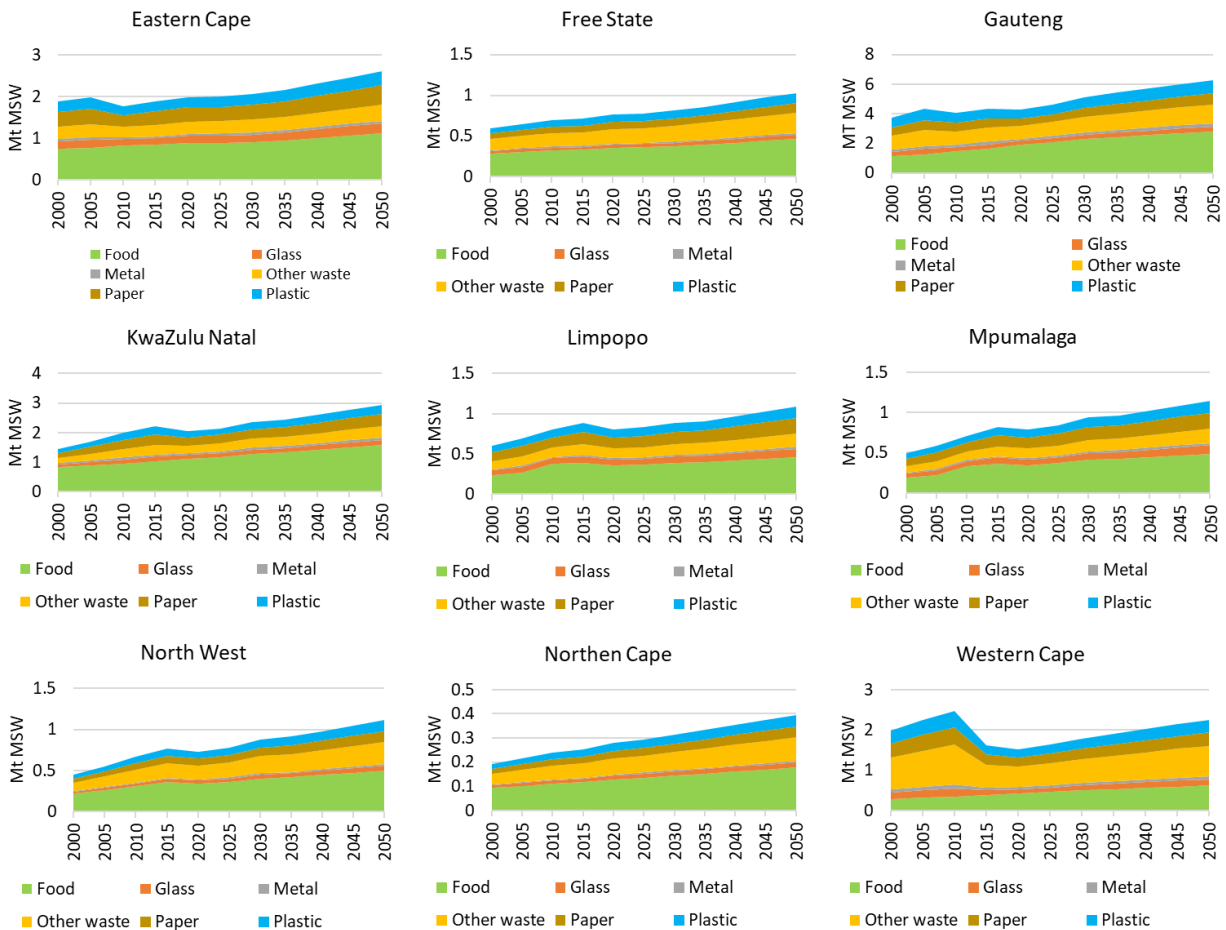 Eastern Cape
Mt MSW
3
2
1
0
2000 2005 2010 2015 2020 2025 2030 2035 2040 2045 2050
Food Glass
Metal Other waste
Paper Plastic
Free State
Mt MSW
1.5
1
0.5
0
2000 2005 2010 2015 2020 2025 2030 2035 2040 2045 2050
Food Glass Metal
Other waste Paper Plastic
Gauteng
MT MSW
8
6
4
2
0
2000 2005 2010 2015 2020 2025 2030 2035 2040 2045 2050
Food Glass
Metal Other waste
Paper Plastic
KwaZulu Natal
Mt MSW
4
3
2
1
0
2000 2005 2010 2015 2020 2025 2030 2035 2040 2045 2050
Food Glass Metal
Other waste Paper Plastic
Limpopo
Mt MSW
1.5
1
0.5
0
2000 2005 2010 2015 2020 2025 2030 2035 2040 2045 2050
Food Glass Metal
Other waste Paper Plastic
Mpumalaga
Mt MSW
1.5
1
0.5
0
2000 2005 2010 2015 2020 2025 2030 2035 2040 2045 2050
Food Glass Metal
Other waste Paper Plastic
North West
Mt MSW
1.5
1
0.5
0
2000 2005 2010 2015 2020 2025 2030 2035 2040 2045 2050
Food Glass Metal
Other waste Paper Plastic
Northen Cape
Mt MSW
0.5
0.4
0.3
0.2
0.1
0
2000 2005 2010 2015 2020 2025 2030 2035 2040 2045 2050
Food Glass Metal
Other waste Paper Plastic
Western Cape
Mt MSW
3
2
1
0
2000 2005 2010 2015 2020 2025 2030 2035 2040 2045 2050
Food Glass Metal
Other waste Paper Plastic